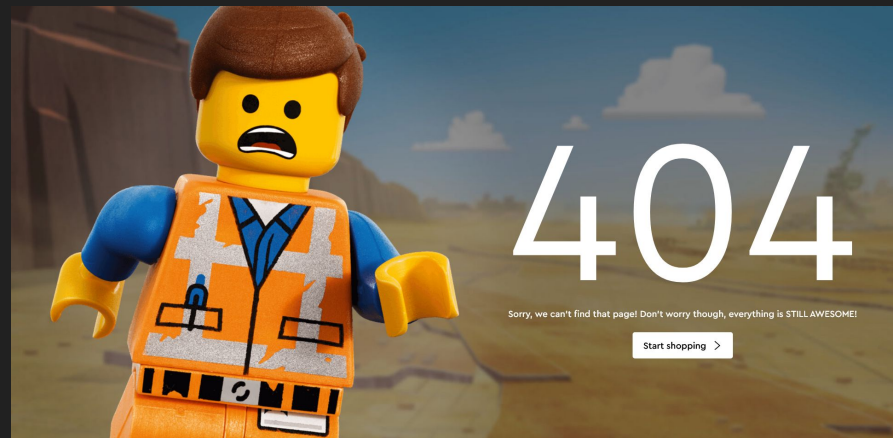 404
Sorry, we can't find that page! Don't worry though, everything is STILL AWESOME!
Start shopping